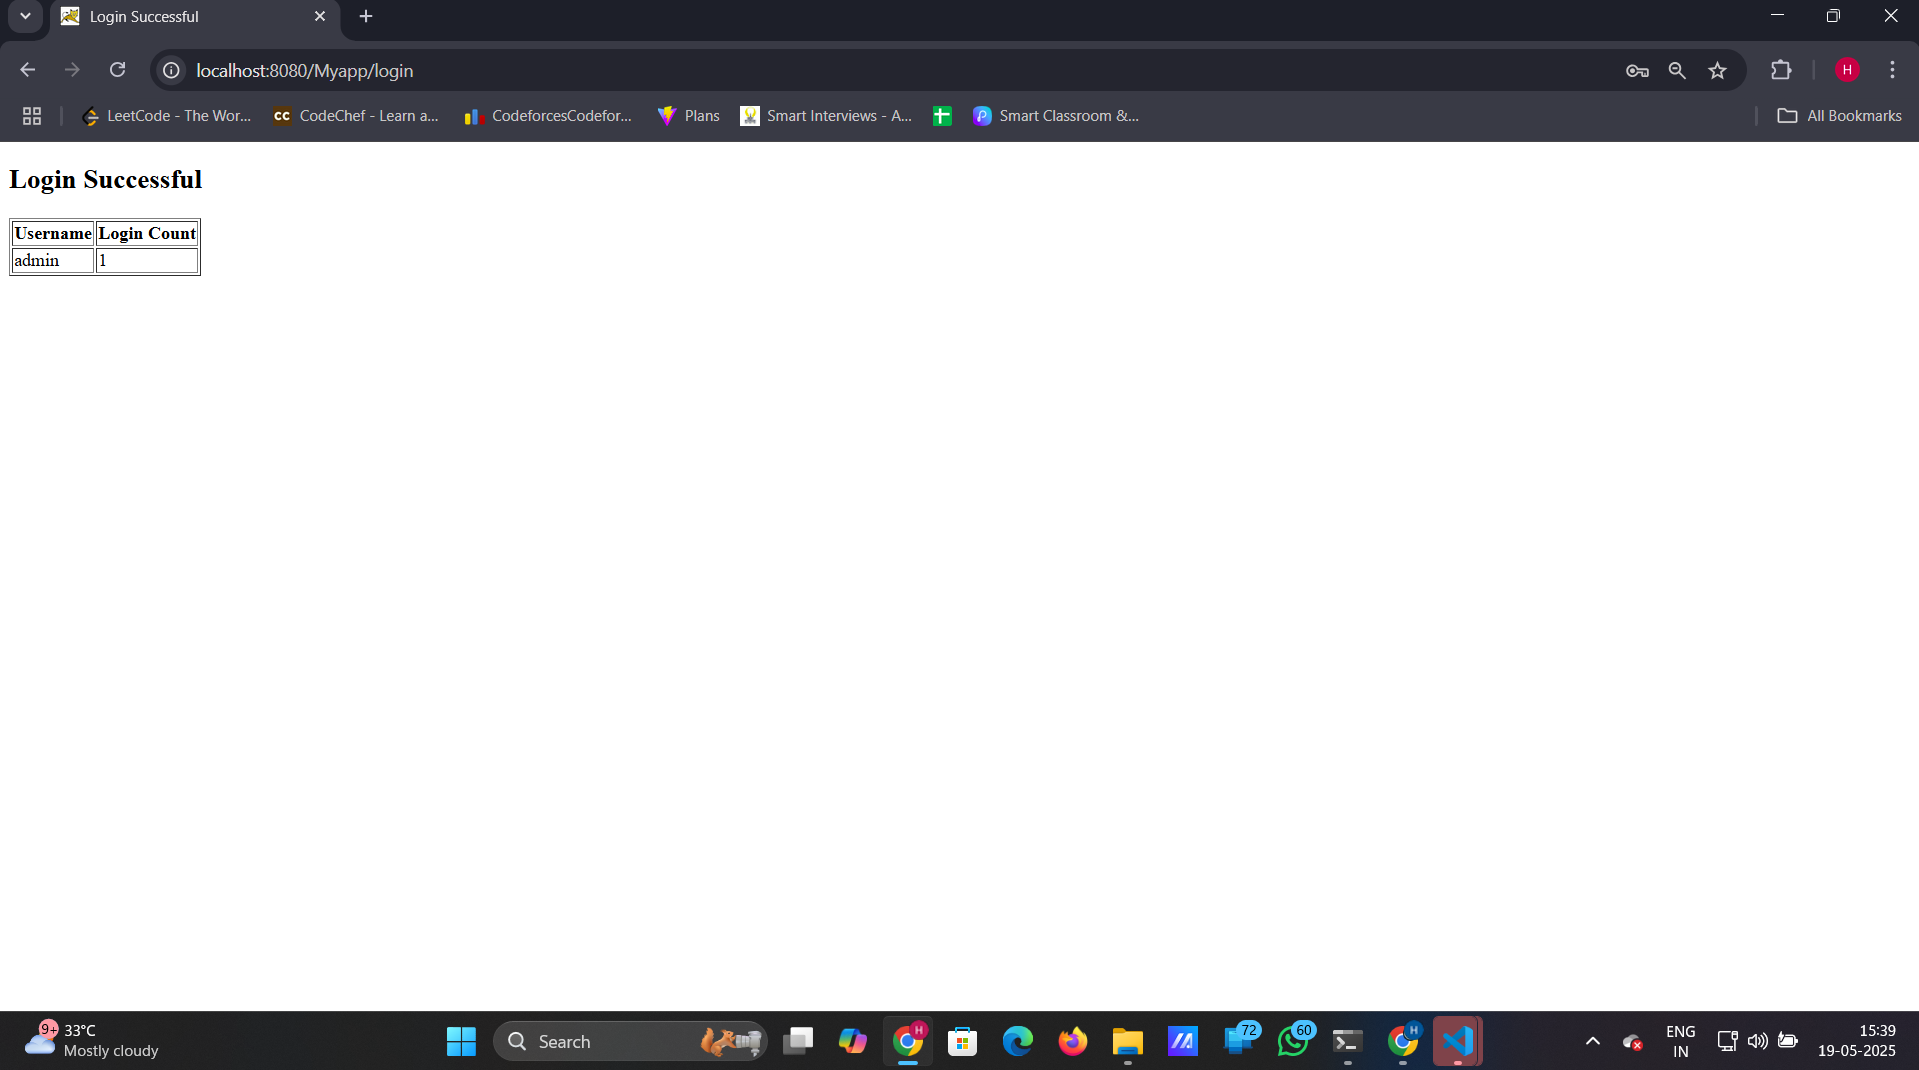 Login Successful
localhost:8080/Myapp/login
H
LeetCode - The Wor...
CC CodeChef - Learn a...
CodeforcesCodefor...
Plans
Smart Interviews - A...
Smart Classroom &...
All Bookmarks
Login Successful
Username Login Count
admin 1
9+
33°C
Mostly cloudy
Search
H
72
60
H
ENG
IN
15:39
19-05-2025